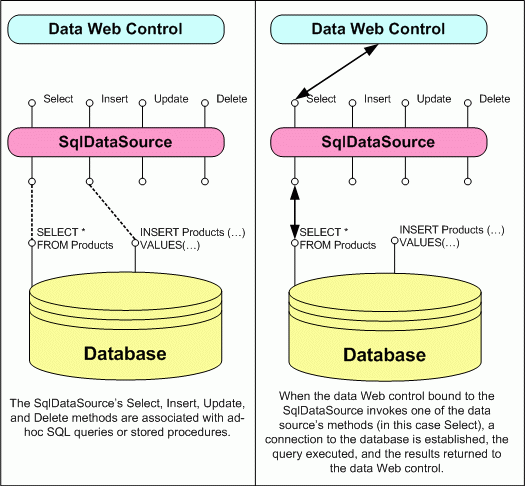 Data Web Control
Select Insert Update Delete
SqlDataSource
SELECT *
FROM Products
INSERT Products (...)
VALUES(...)
Database
The SqlDataSource's Select, Insert, Update,
and Delete methods are associated with ad-
hoc SQL queries or stored procedures.
Data Web Control
Select Insert Update Delete
SqlDataSource
SELECT *
FROM Products
INSERT Products (...)
VALUES(...)
Database
When the data Web control bound to the
SqlDataSource invokes one of the data
source's methods (in this case Select), a
connection to the database is established, the
query executed, and the results returned to
the data Web control.